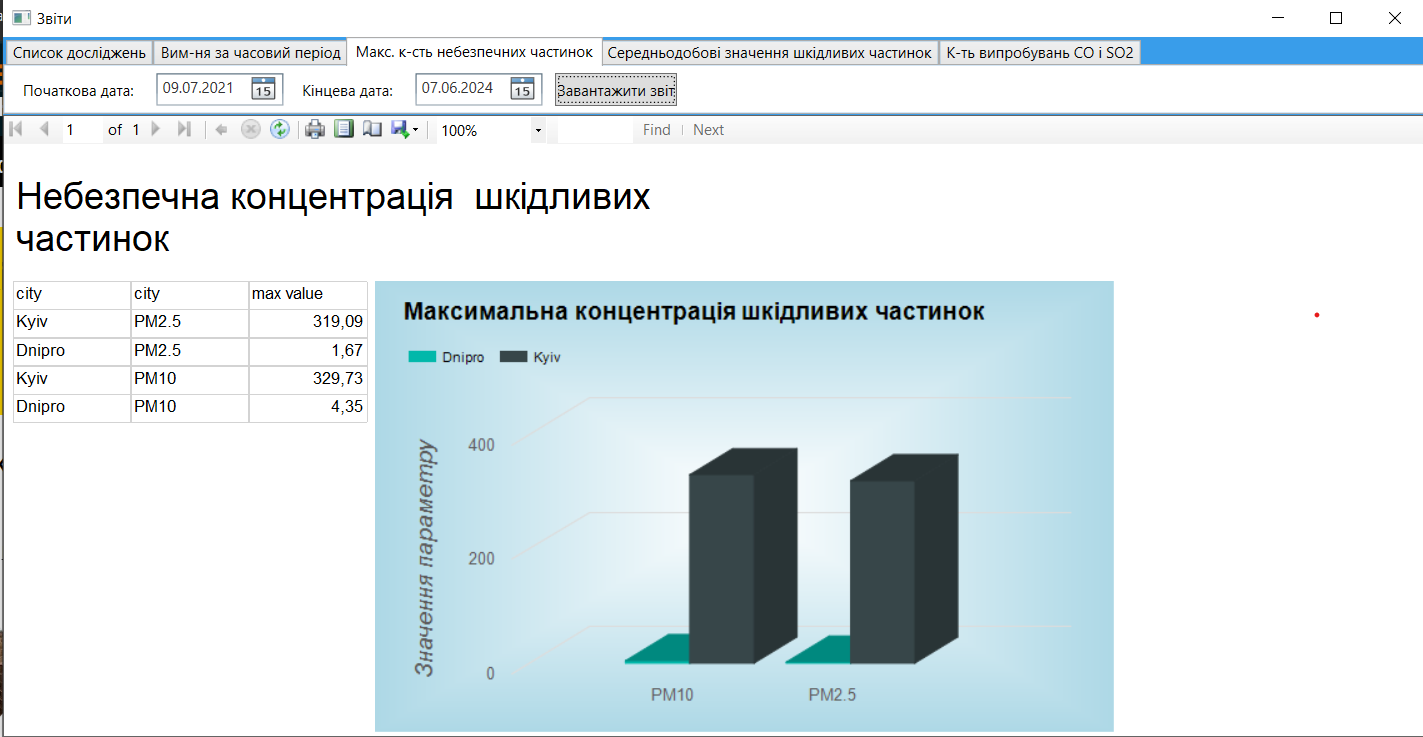 Звіти
Список досліджень Вим-ня за часовий період Макс. к-сть небезпечних частинок Середньодобові значення шкідливих частинок К-ть випробувань CO і SO2
Початкова дата: 09.07.2021 15 Кінцева дата: 07.06.2024 15 Завантажити звіт
1 of 1 100% Find Next
Небезпечна концентрація шкідливих
частинок
city city max value
Kyiv PM2.5 319,09
Dnipro PM2.5 1,67
Kyiv PM10 329,73
Dnipro PM10 4,35
Максимальна концентрація шкідливих частинок
Dnipro Kyiv
Значення параметру
400
200
0
PM10 PM2.5